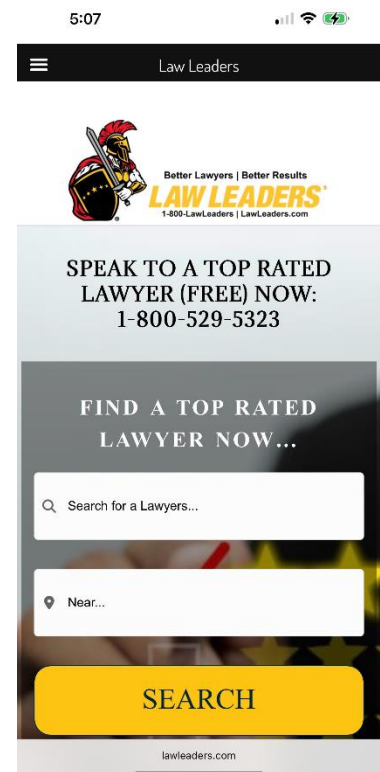 5:07
Law Leaders
Better Lawyers | Better Results
LAW LEADERS®
1-800-LawLeaders | LawLeaders.com
SPEAK TO A TOP RATED
LAWYER (FREE) NOW:
1-800-529-5323
FIND A TOP RATED
LAWYER NOW...
Search for a Lawyers...
Near...
SEARCH
lawleaders.com